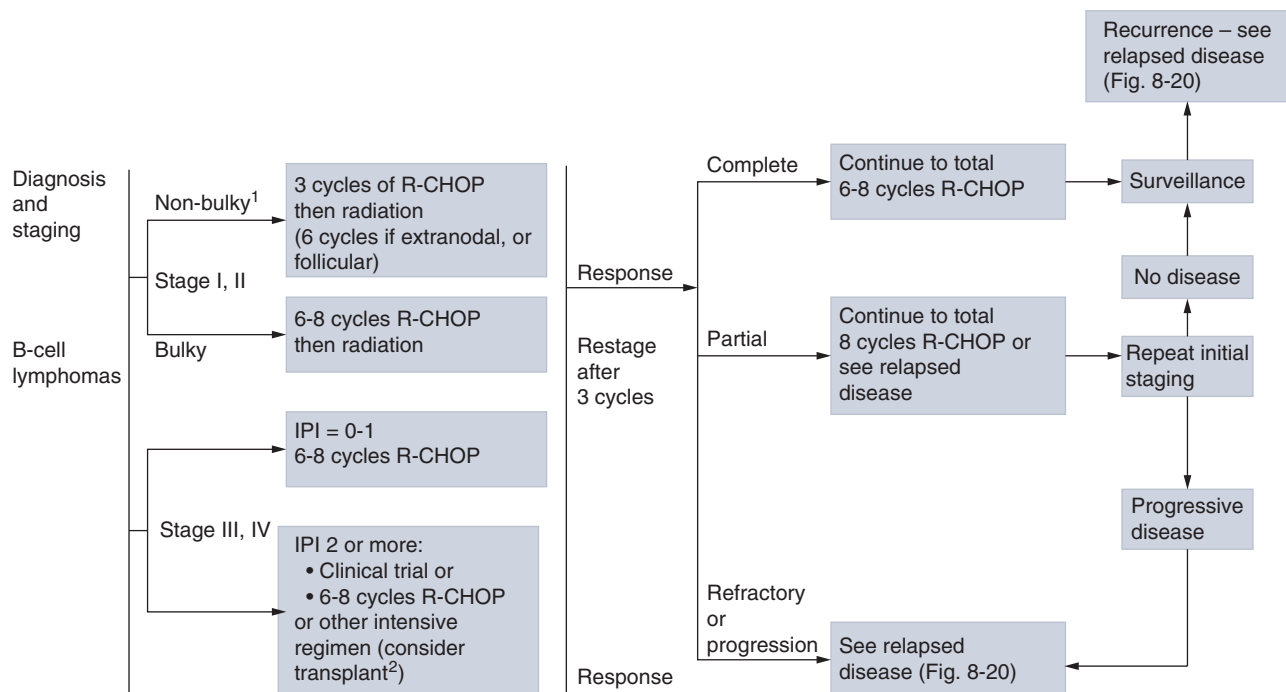 Diagnosis
and
staging
B-cell
lymphomas
Non-bulky¹
Stage I, II
Bulky
3 cycles of R-CHOP
then radiation
(6 cycles if extranodal, or
follicular)
6-8 cycles R-CHOP
then radiation
Stage III, IV
IPI = 0-1
6-8 cycles R-CHOP
IPI 2 or more:
• Clinical trial or
• 6-8 cycles R-CHOP
or other intensive
regimen (consider
transplant²)
Response
Restage
after
3 cycles
Response
Complete
Continue to total
6-8 cycles R-CHOP
Surveillance
Recurrence – see
relapsed disease
(Fig. 8-20)
Partial
Continue to total
8 cycles R-CHOP or
see relapsed
disease
Repeat initial
staging
No disease
Progressive
disease
Refractory
or
progression
See relapsed
disease (Fig. 8-20)